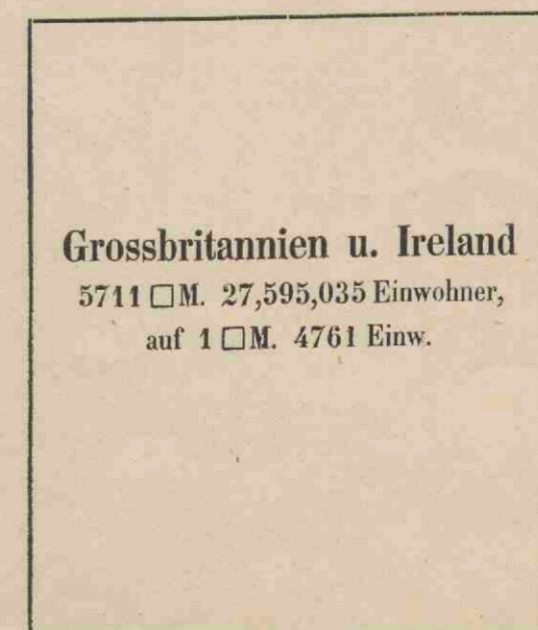 Grossbritannien u. Ireland
5711 □M. 27,595,035 Einwohner,
auf 1 □M. 4761 Einw.